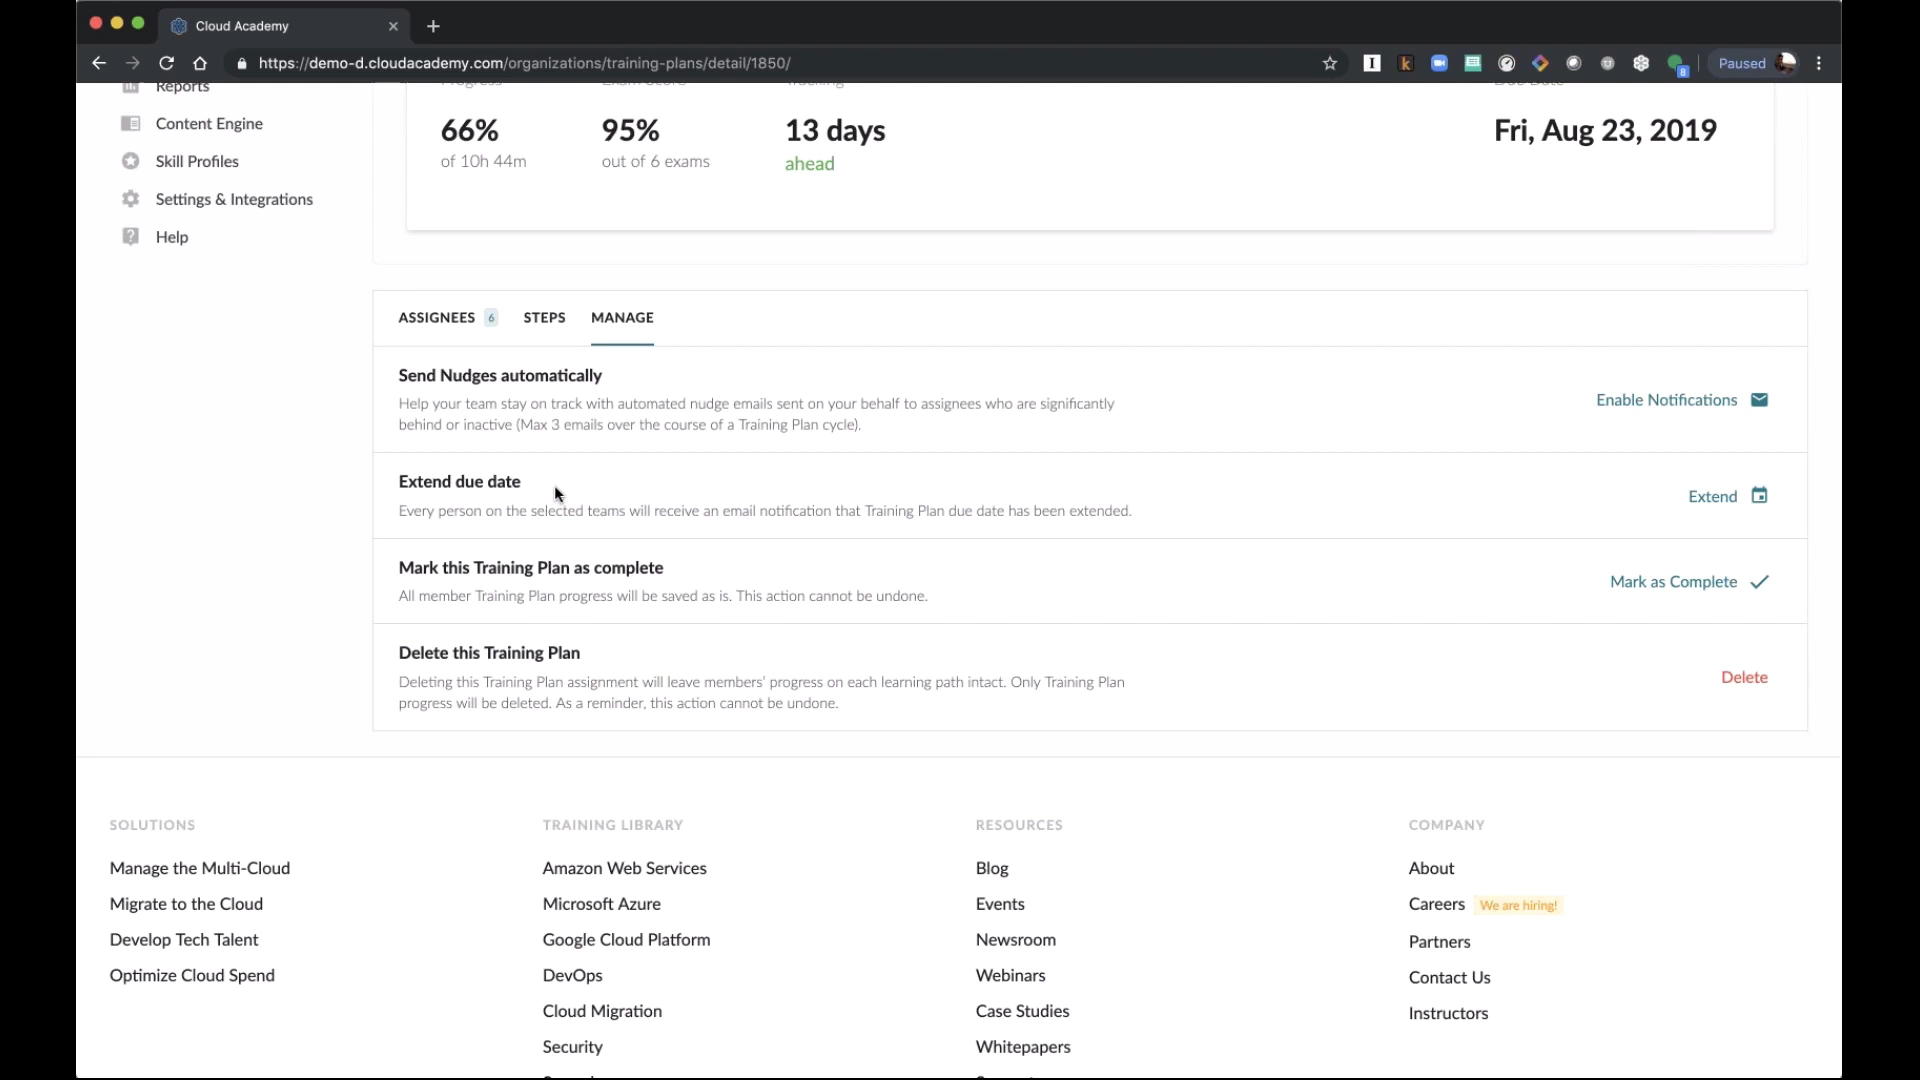 Cloud Academy
https://demo-d.cloudacademy.com/organizations/training-plans/detail/1850/
Paused
Reports
Content Engine
Skill Profiles
Settings & Integrations
Help
Progress
Exam Score
Tracking
Due Date
66%
of 10h 44m
95%
out of 6 exams
13 days
ahead
Fri, Aug 23, 2019
ASSIGNEES 6 STEPS MANAGE
Send Nudges automatically
Help your team stay on track with automated nudge emails sent on your behalf to assignees who are significantly
behind or inactive (Max 3 emails over the course of a Training Plan cycle).
Enable Notifications
Extend due date
Every person on the selected teams will receive an email notification that Training Plan due date has been extended.
Extend
Mark this Training Plan as complete
All member Training Plan progress will be saved as is. This action cannot be undone.
Mark as Complete
Delete this Training Plan
Deleting this Training Plan assignment will leave members' progress on each learning path intact. Only Training Plan
progress will be deleted. As a reminder, this action cannot be undone.
Delete
SOLUTIONS
Manage the Multi-Cloud
Migrate to the Cloud
Develop Tech Talent
Optimize Cloud Spend
TRAINING LIBRARY
Amazon Web Services
Microsoft Azure
Google Cloud Platform
DevOps
Cloud Migration
Security
RESOURCES
Blog
Events
Newsroom
Webinars
Case Studies
Whitepapers
COMPANY
About
Careers We are hiring!
Partners
Contact Us
Instructors